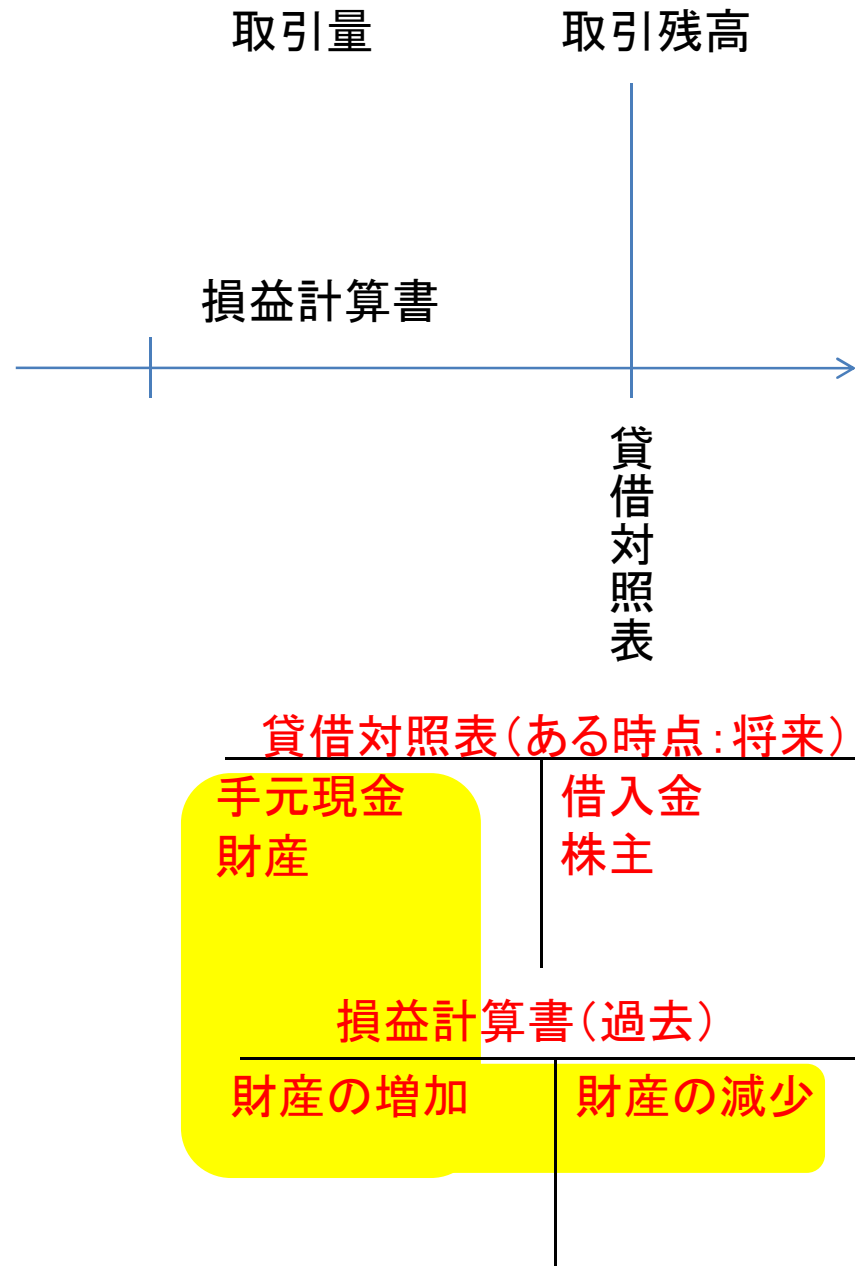 取引量 取引残高
損益計算書
貸借対照表
貸借対照表（ある時点：将来）
手元現金 借入金
財産 株主
損益計算書（過去）
財産の増加 財産の減少